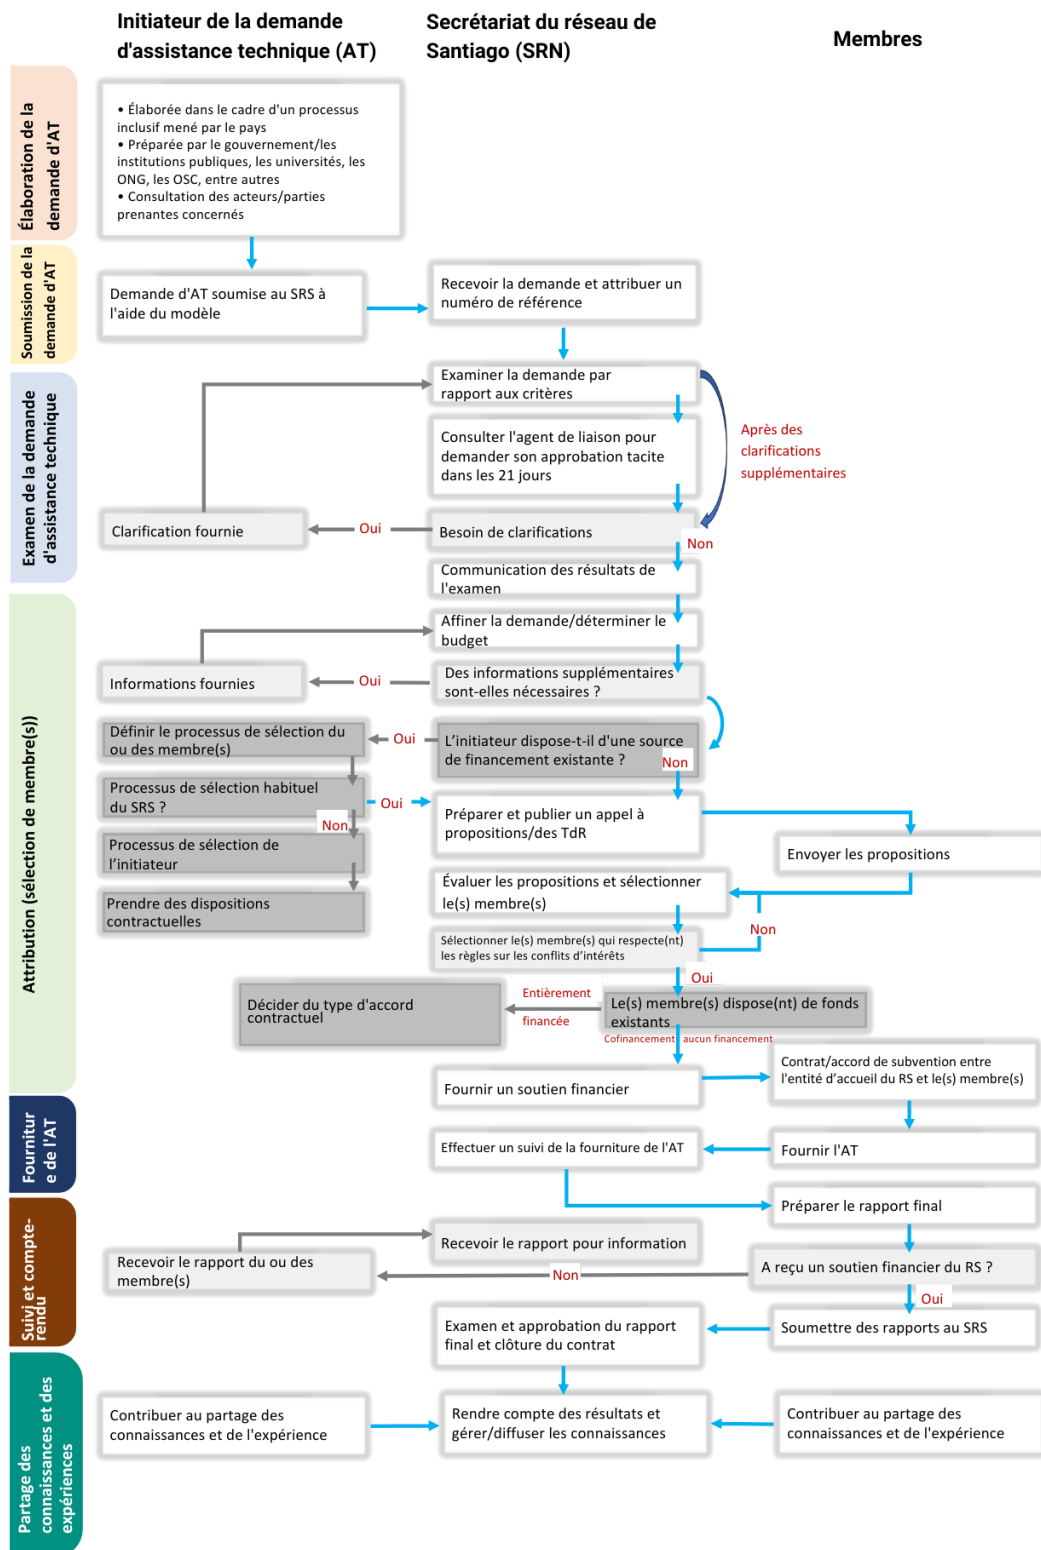 Initiateur de la demande
d'assistance technique (AT)
Secrétariat du réseau de
Santiago (SRN)
Membres
Élaboration de la
demande d'AT
• Élaborée dans le cadre d'un processus
inclusif mené par le pays
• Préparée par le gouvernement/les
institutions publiques, les universités, les
ONG, les OSC, entre autres
• Consultation des acteurs/parties
prenantes concernés
Soumission de la
demande d'AT
Demande d'AT soumise au SRS à
l'aide du modèle
Recevoir la demande et attribuer un
numéro de référence
Examen de la demande
d'assistance technique
Examiner la demande par
rapport aux critères
Consulter l'agent de liaison pour
demander son approbation tacite
dans les 21 jours
Après des
clarifications
supplémentaires
Clarification fournie
Oui
Besoin de clarifications
Non
Communication des résultats de
l'examen
Attribution (sélection de membre(s))
Affiner la demande/déterminer le
budget
Informations fournies
Oui
Des informations supplémentaires
sont-elles nécessaires ?
Définir le processus de sélection du
ou des membre(s)
Oui
L'initiateur dispose-t-il d'une source
de financement existante ?
Non
Processus de sélection habituel
du SRS ?
Oui
Non
Préparer et publier un appel à
propositions/des TdR
Processus de sélection de
l'initiateur
Envoyer les propositions
Prendre des dispositions
contractuelles
Évaluer les propositions et sélectionner
le(s) membre(s)
Non
Sélectionner le(s) membre(s) qui respecte(nt)
les règles sur les conflits d'intérêts
Oui
Décider du type d'accord
contractuel
Entièrement
financée
Le(s) membre(s) dispose(nt) de fonds
existants
Cofinancement aucun financement
Fournir un soutien financier
Contrat/accord de subvention entre
l'entité d'accueil du RS et le(s) membre(s)
Fournitur
e de l'AT
Effectuer un suivi de la fourniture de l'AT
Fournir l'AT
Suivi et compte-
rendu
Préparer le rapport final
Recevoir le rapport pour information
Recevoir le rapport du ou des
membre(s)
Non
A reçu un soutien financier du RS ?
Oui
Examen et approbation du rapport
final et clôture du contrat
Soumettre des rapports au SRS
Partage des
connaissances et des
expériences
Contribuer au partage des
connaissances et de l'expérience
Rendre compte des résultats et
gérer/diffuser les connaissances
Contribuer au partage des
connaissances et de l'expérience